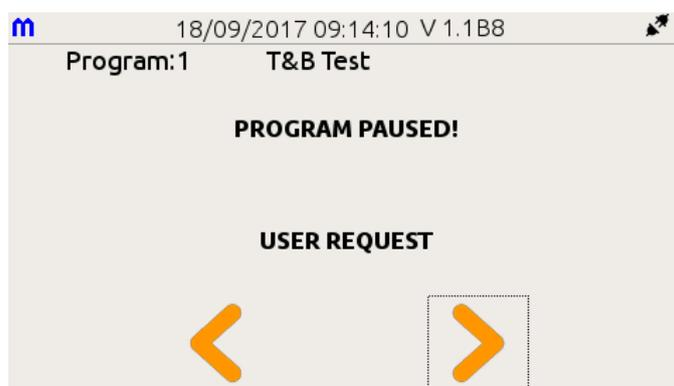 m 18/09/2017 09:14:10 V 1.1B8
Program:1 T&B Test
PROGRAM PAUSED!
USER REQUEST